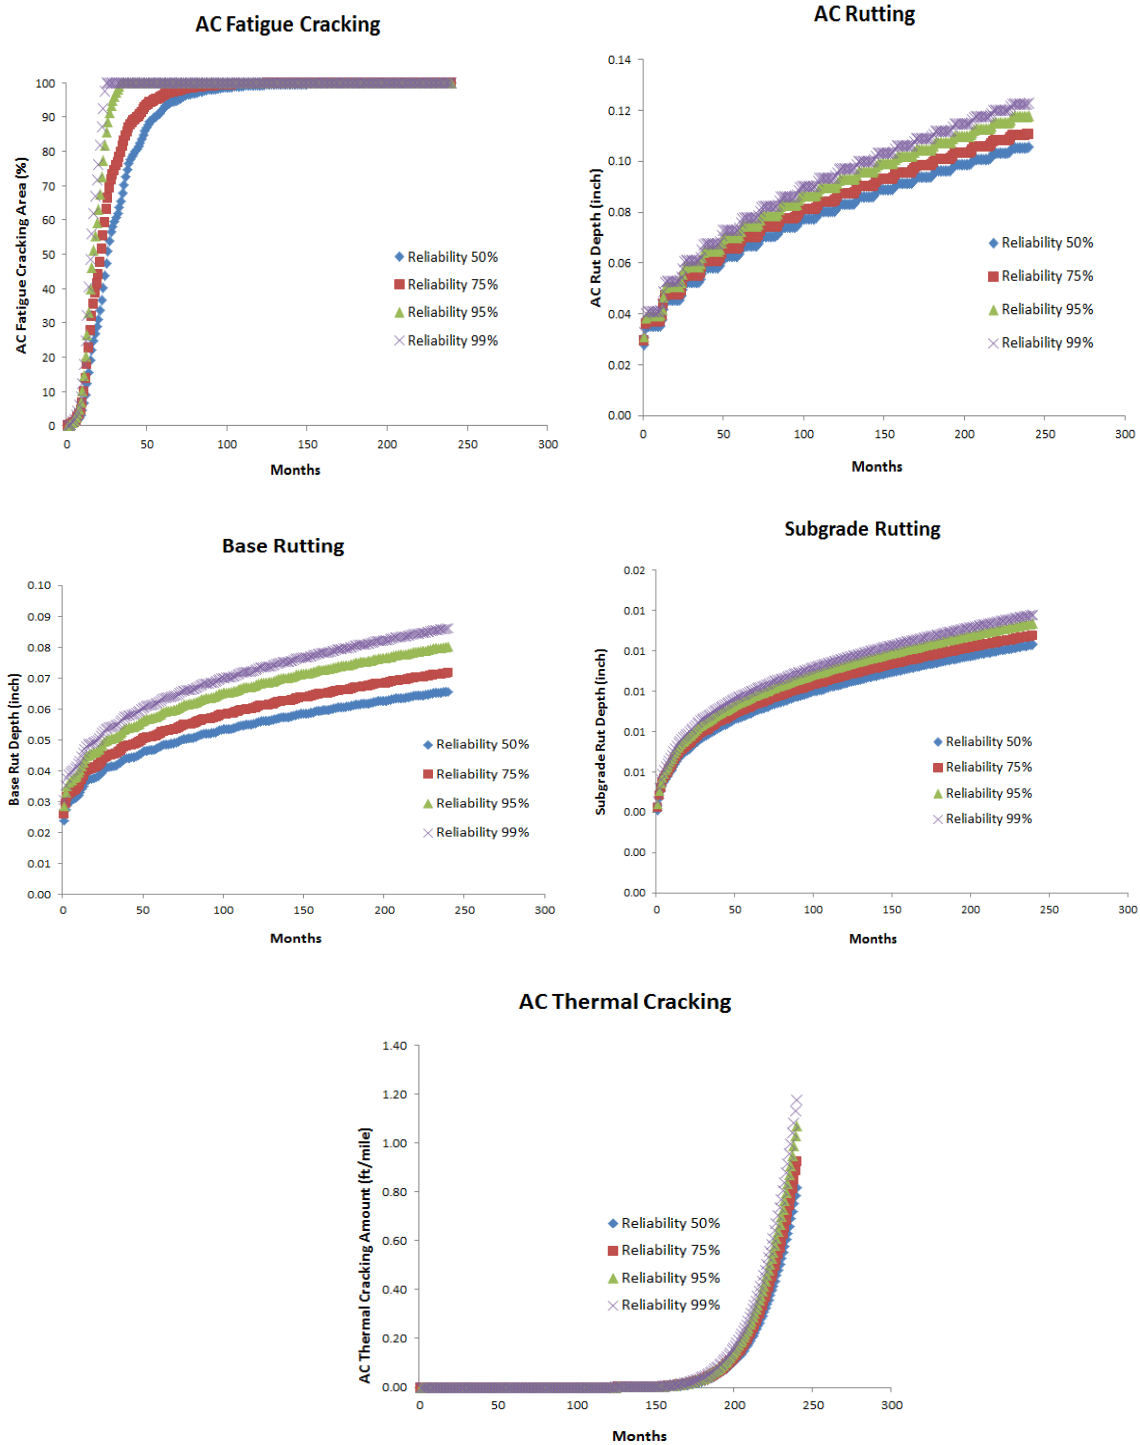 AC Fatigue Cracking
100
90
80
70
60
50
40
30
20
10
0
AC Fatigue Cracking Area (%)
Reliability 50%
Reliability 75%
Reliability 95%
Reliability 99%
0 50 100 150 200 250 300
Months
AC Rutting
0.14
0.12
0.10
0.08
0.06
0.04
0.02
0.00
AC Rut Depth (inch)
Reliability 50%
Reliability 75%
Reliability 95%
Reliability 99%
0 50 100 150 200 250 300
Months
Base Rutting
0.10
0.09
0.08
0.07
0.06
0.05
0.04
0.03
0.02
0.01
0.00
Base Rut Depth (inch)
Reliability 50%
Reliability 75%
Reliability 95%
Reliability 99%
0 50 100 150 200 250 300
Months
Subgrade Rutting
0.02
0.01
0.01
0.01
0.01
0.01
0.00
0.00
0.00
Subgrade Rut Depth (inch)
Reliability 50%
Reliability 75%
Reliability 95%
Reliability 99%
0 50 100 150 200 250 300
Months
AC Thermal Cracking
1.40
1.20
1.00
0.80
0.60
0.40
0.20
0.00
AC Thermal Cracking Amount (ft/mile)
Reliability 50%
Reliability 75%
Reliability 95%
Reliability 99%
0 50 100 150 200 250 300
Months